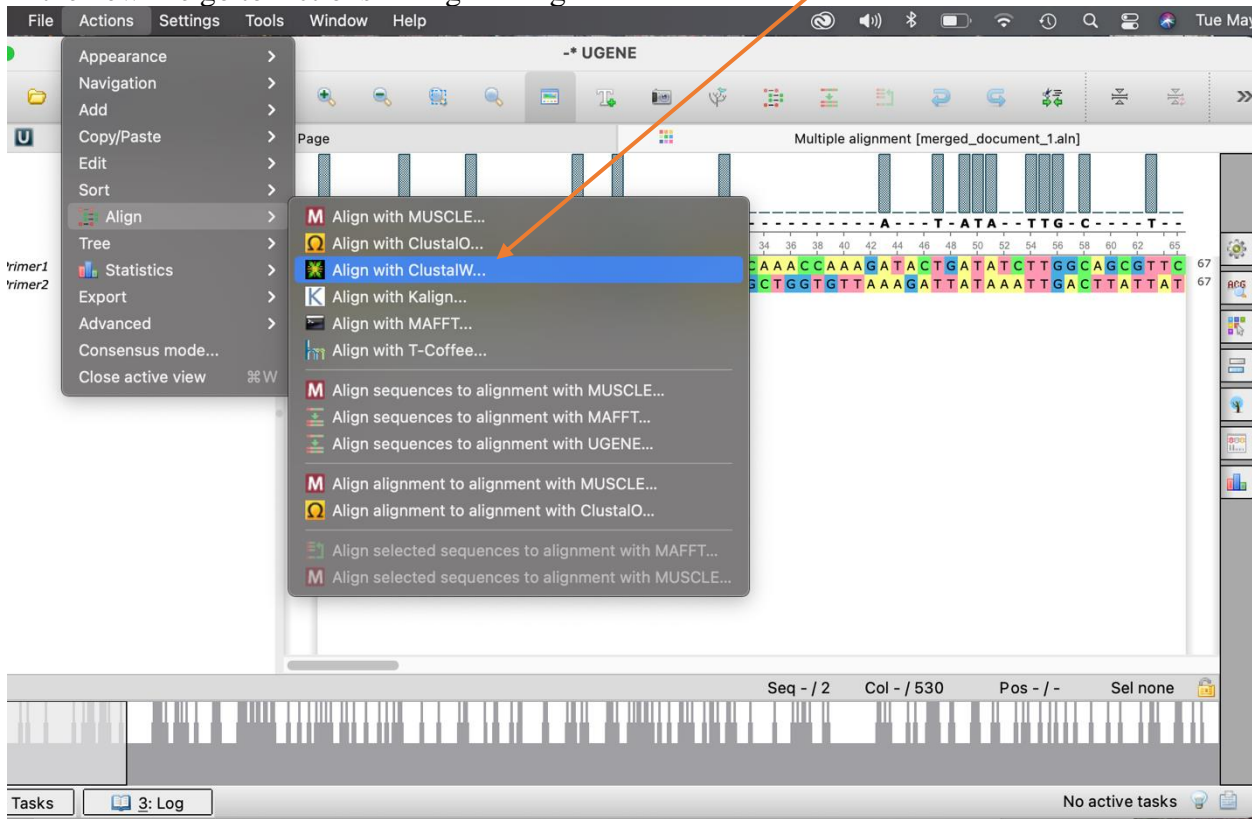 File Actions Settings Tools Window Help Tue May
-* UGENE
Appearance
Navigation
Add
Copy/Paste
Edit
Sort
Align
Tree
Statistics
Export
Advanced
Consensus mode...
Close active view ⌘W
Page
Multiple alignment [merged_document_1.aln]
Align with MUSCLE...
Align with ClustalO...
Align with ClustalW...
Align with Kalign...
Align with MAFFT...
Align with T-Coffee...
Align sequences to alignment with MUSCLE...
Align sequences to alignment with MAFFT...
Align sequences to alignment with UGENE...
Align alignment to alignment with MUSCLE...
Align alignment to alignment with ClustalO...
Align selected sequences to alignment with MAFFT...
Align selected sequences to alignment with MUSCLE...
- - - - - - - - - A - - - T - A T A - - T T G - C - - - - T - -
34 36 38 40 42 44 46 48 50 52 54 56 58 60 62 65
Primer1 C A A A C C A A A G A T A C T G A T A T C T T G G C A G C G T T C 67
Primer2 G C T G G T G T T A A A G A T T A T A A A T T G A C T T A T T A T 67
Seq - / 2 Col - / 530 Pos - / - Sel none
Tasks 3: Log No active tasks